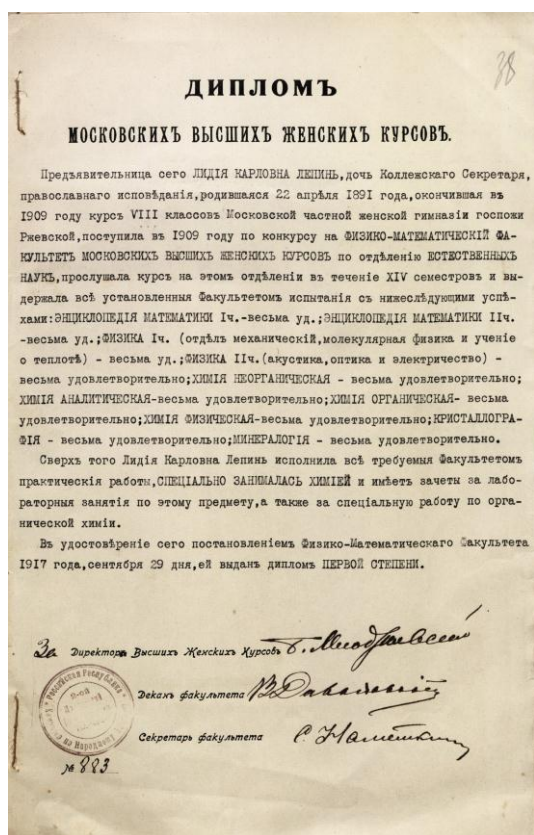 38
ДИПЛОМЪ
МОСКОВСКИХЪ ВЫСШИХЪ ЖЕНСКИХЪ КУРСОВЪ.
Предъявительница сего ЛИДІЯ КАРЛОВНА ЛЕПИНЬ, дочь Коллежскаго Секретаря,
православнаго исповѣданія, родившаяся 22 апрѣля 1891 года, окончившая въ
1909 году курсъ VIII классовъ Московской частной женской гимназіи госпожи
Ржевской, поступила въ 1909 году по конкурсу на ФИЗИКО-МАТЕМАТИЧЕСКІЙ ФА-
КУЛЬТЕТЪ МОСКОВСКИХЪ ВЫСШИХЪ ЖЕНСКИХЪ КУРСОВЪ по отдѣленію ЕСТЕСТВЕННЫХЪ
НАУКЪ, прослушала курсъ на этомъ отдѣленіи въ теченіе XIV семестровъ и вы-
держала всѣ установленныя Факультетомъ испытанія съ нижеслѣдующими успѣ-
хами: ЭНЦИКЛОПЕДІЯ МАТЕМАТИКИ Iч.-весьма уд.; ЭНЦИКЛОПЕДІЯ МАТЕМАТИКИ IIч.
-весьма уд.; ФИЗИКА Iч. (отдѣлъ механическій, молекулярная физика и ученіе
о теплотѣ) - весьма уд.; ФИЗИКА IIч. (акустика, оптика и электричество) -
весьма удовлетворительно; ХИМІЯ НЕОРГАНИЧЕСКАЯ - весьма удовлетворительно;
ХИМІЯ АНАЛИТИЧЕСКАЯ-весьма удовлетворительно; ХИМІЯ ОРГАНИЧЕСКАЯ- весьма
удовлетворительно; ХИМІЯ ФИЗИЧЕСКАЯ-весьма удовлетворительно; КРИСТАЛЛОГРА-
ФІЯ - весьма удовлетворительно; МИНЕРАЛОГІЯ - весьма удовлетворительно.
Сверхъ того Лидія Карловна Лепинь исполнила всѣ требуемыя Факультетомъ
практическія работы, СПЕЦІАЛЬНО ЗАНИМАЛАСЬ ХИМІЕЙ и имѣетъ зачеты за лабо-
раторныя занятія по этому предмету, а также за спеціальную работу по орга-
нической химіи.
Въ удостовѣреніе сего постановленіемъ Физико-Математическаго Факультета
1917 года, сентября 29 дня, ей выданъ дипломъ ПЕРВОЙ СТЕПЕНИ.
За Директора Высшихъ Женскихъ Курсовъ
Деканъ факультета
Секретарь факультета С. Наметкинъ
Россійская Республика
№ 883